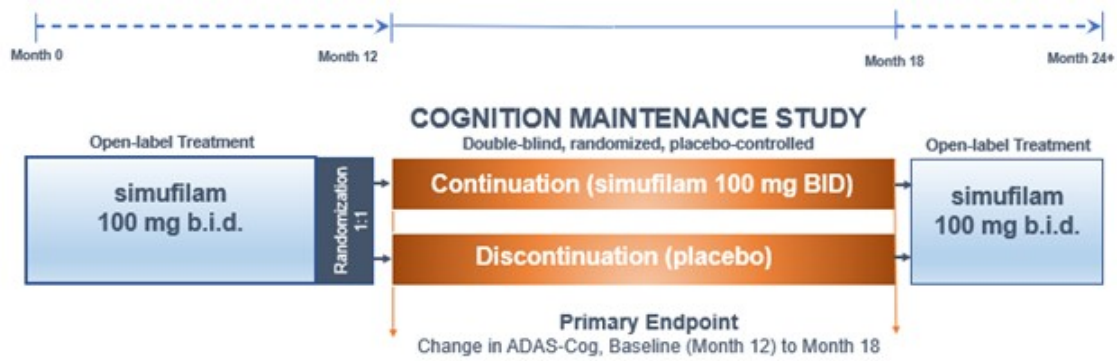 Month 0
Month 12
Month 18
Month 24+
COGNITION MAINTENANCE STUDY
Double-blind, randomized, placebo-controlled
Open-label Treatment
simufilam
100 mg b.i.d.
Randomization
1:1
Continuation (simufilam 100 mg BID)
Discontinuation (placebo)
Open-label Treatment
simufilam
100 mg b.i.d.
Primary Endpoint
Change in ADAS-Cog, Baseline (Month 12) to Month 18